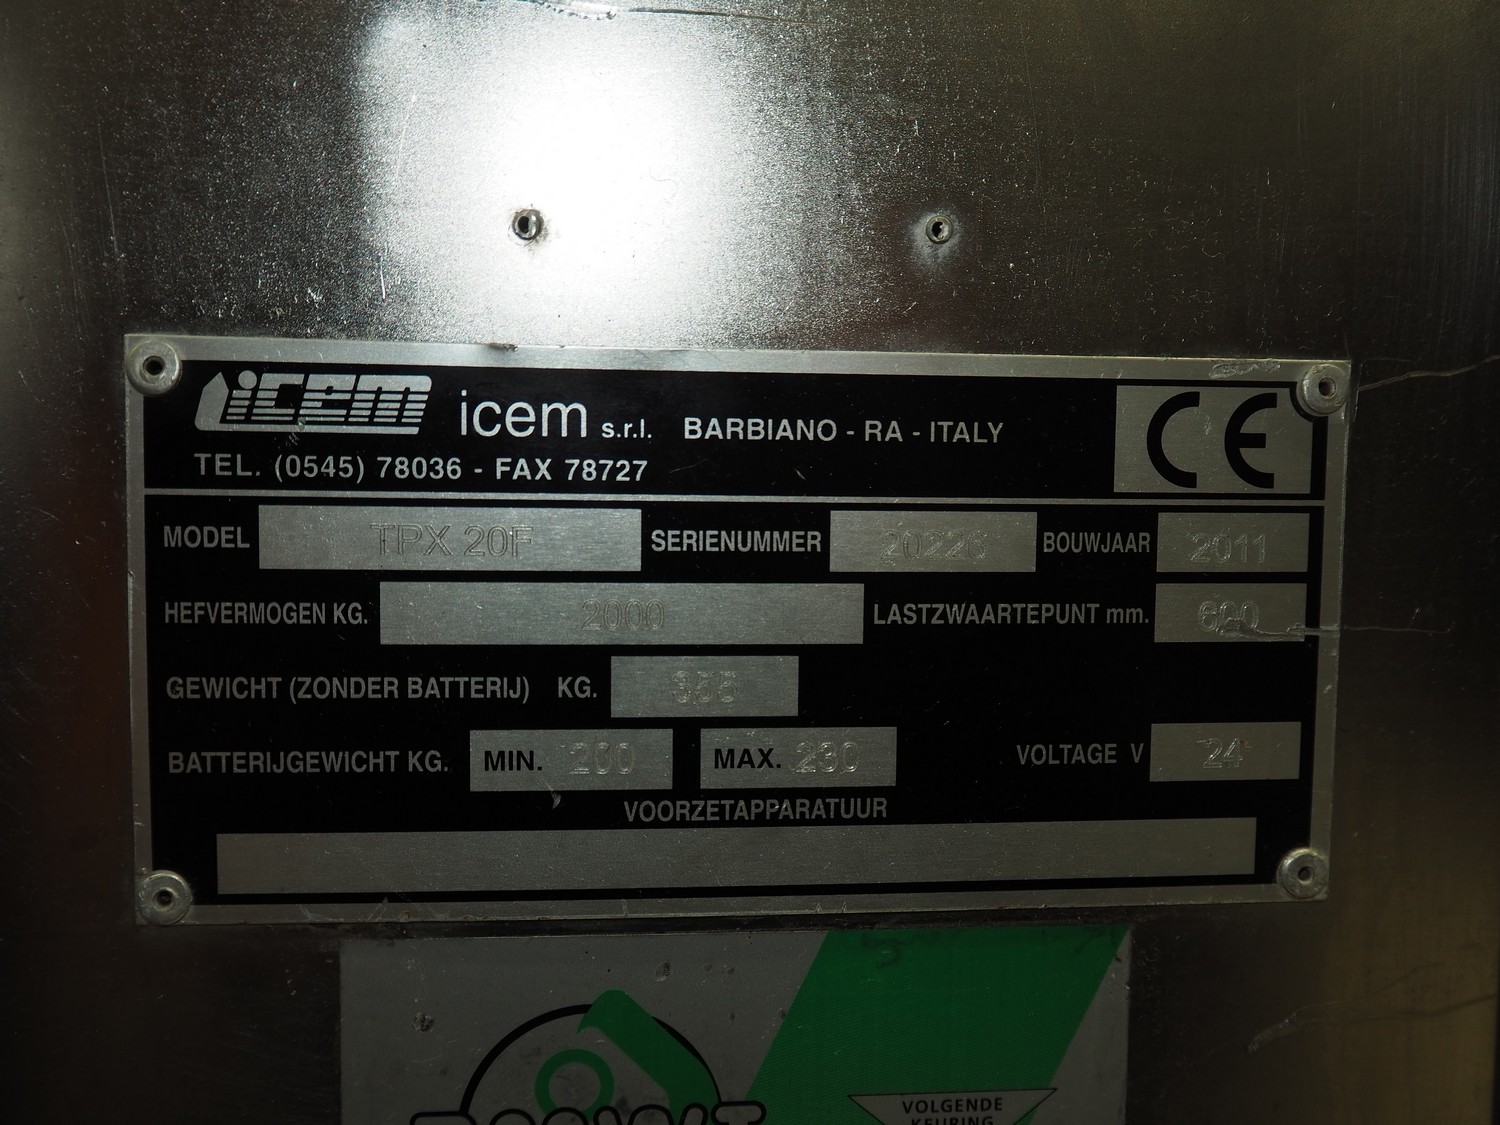 icem icem s.r.l. BARBIANO - RA - ITALY CE
TEL. (0545) 78036 - FAX 78727
MODEL TPX 20F SERIENUMMER 20226 BOUWJAAR 2011
HEFVERMOGEN KG. 2000 LASTZWAARTEPUNT mm. 600
GEWICHT (ZONDER BATTERIJ) KG.
BATTERIJGEWICHT KG. MIN. 200 MAX. 230 VOLTAGE V 24
VOORZETAPPARATUUR
VOLGENDE
KEURING